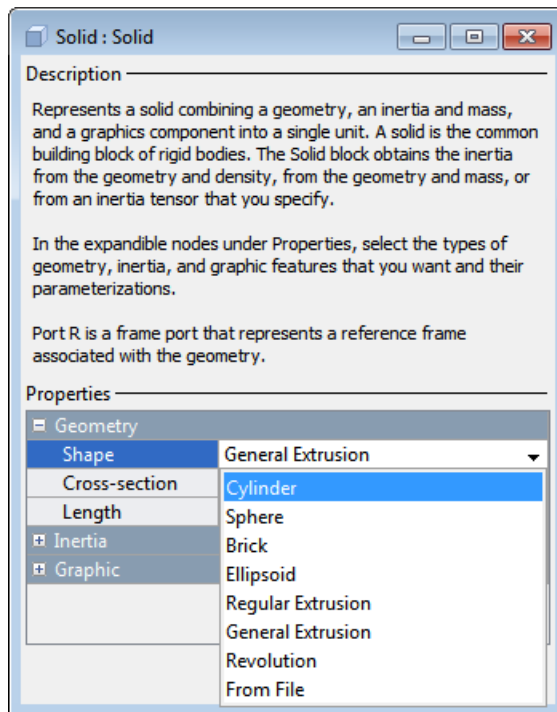 Solid : Solid
Description
Represents a solid combining a geometry, an inertia and mass,
and a graphics component into a single unit. A solid is the common
building block of rigid bodies. The Solid block obtains the inertia
from the geometry and density, from the geometry and mass, or
from an inertia tensor that you specify.
In the expandible nodes under Properties, select the types of
geometry, inertia, and graphic features that you want and their
parameterizations.
Port R is a frame port that represents a reference frame
associated with the geometry.
Properties
Geometry
Shape General Extrusion
Cross-section
Length
Inertia
Graphic
Cylinder
Sphere
Brick
Ellipsoid
Regular Extrusion
General Extrusion
Revolution
From File